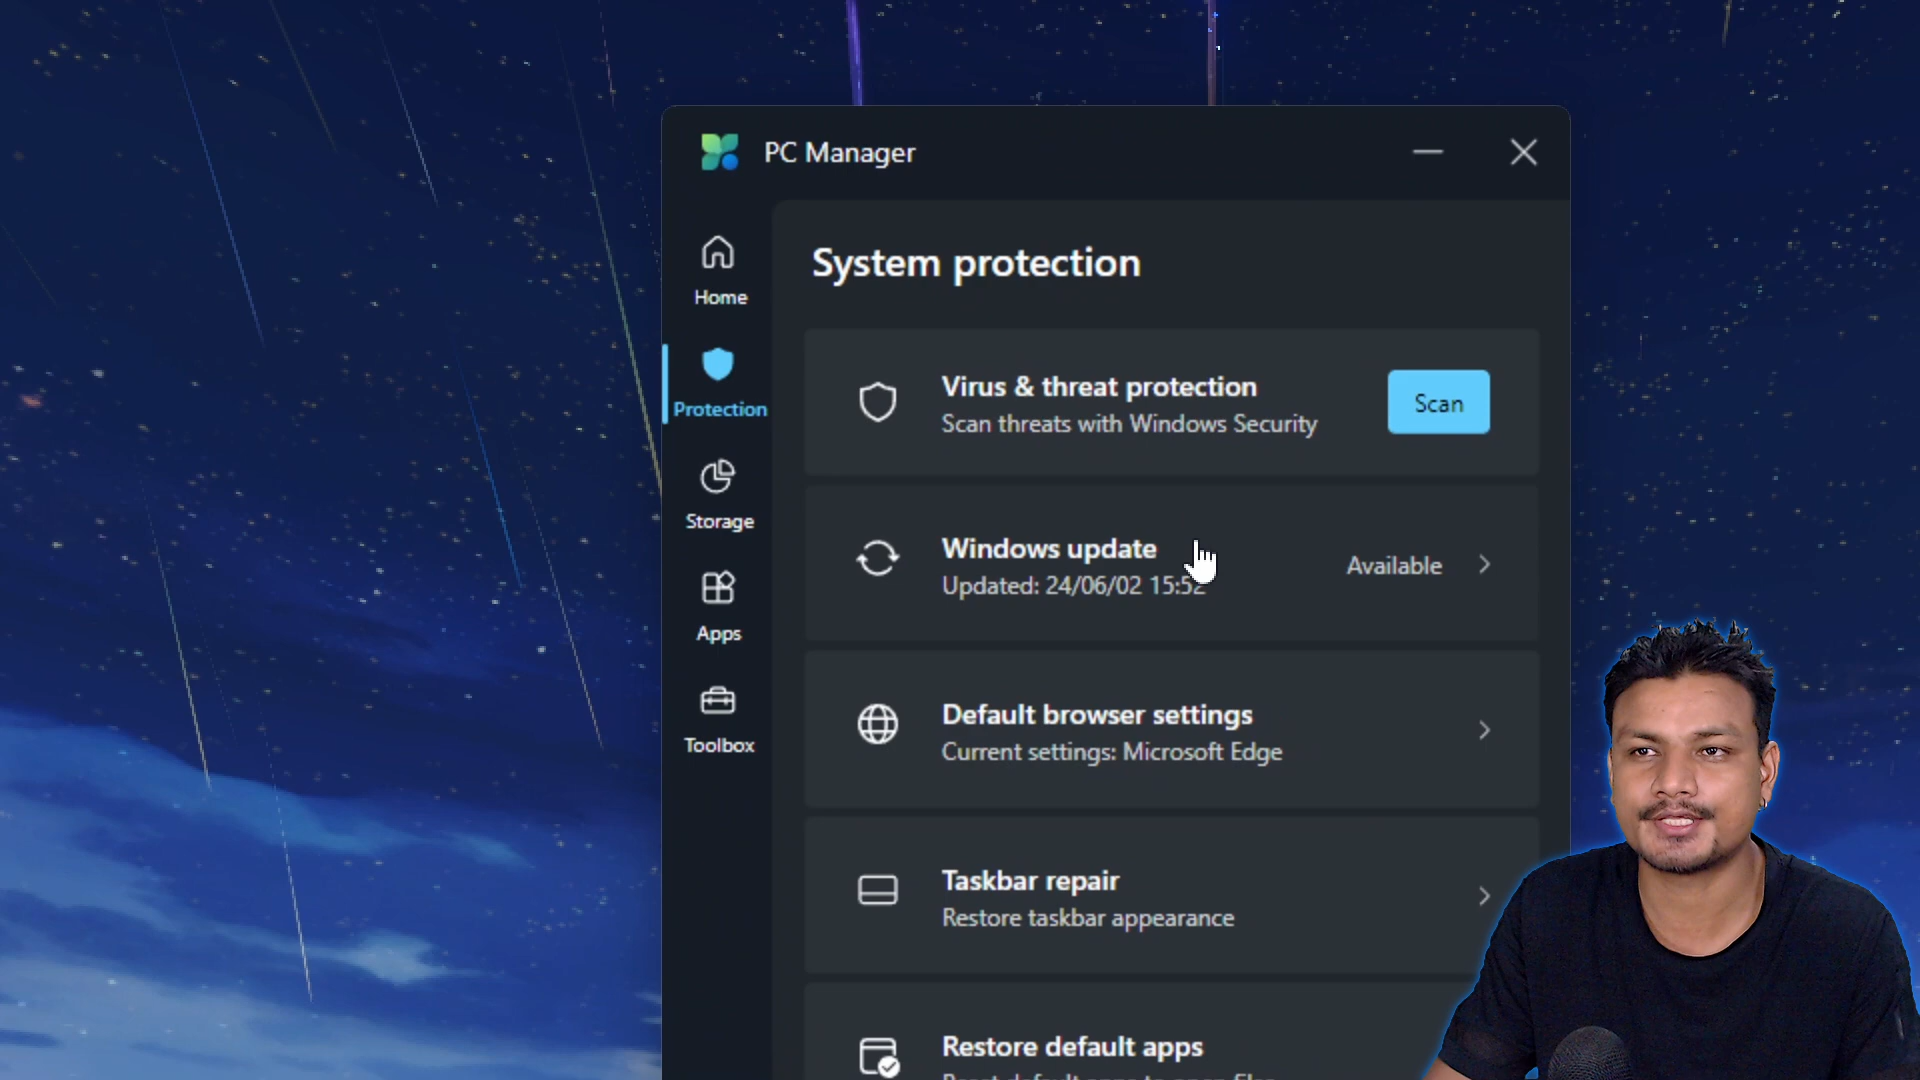 PC Manager
System protection
Home
Protection
Storage
Apps
Toolbox
Virus & threat protection
Scan threats with Windows Security
Scan
Windows update
Updated: 24/06/02 15:52
Available
Default browser settings
Current settings: Microsoft Edge
Taskbar repair
Restore taskbar appearance
Restore default apps